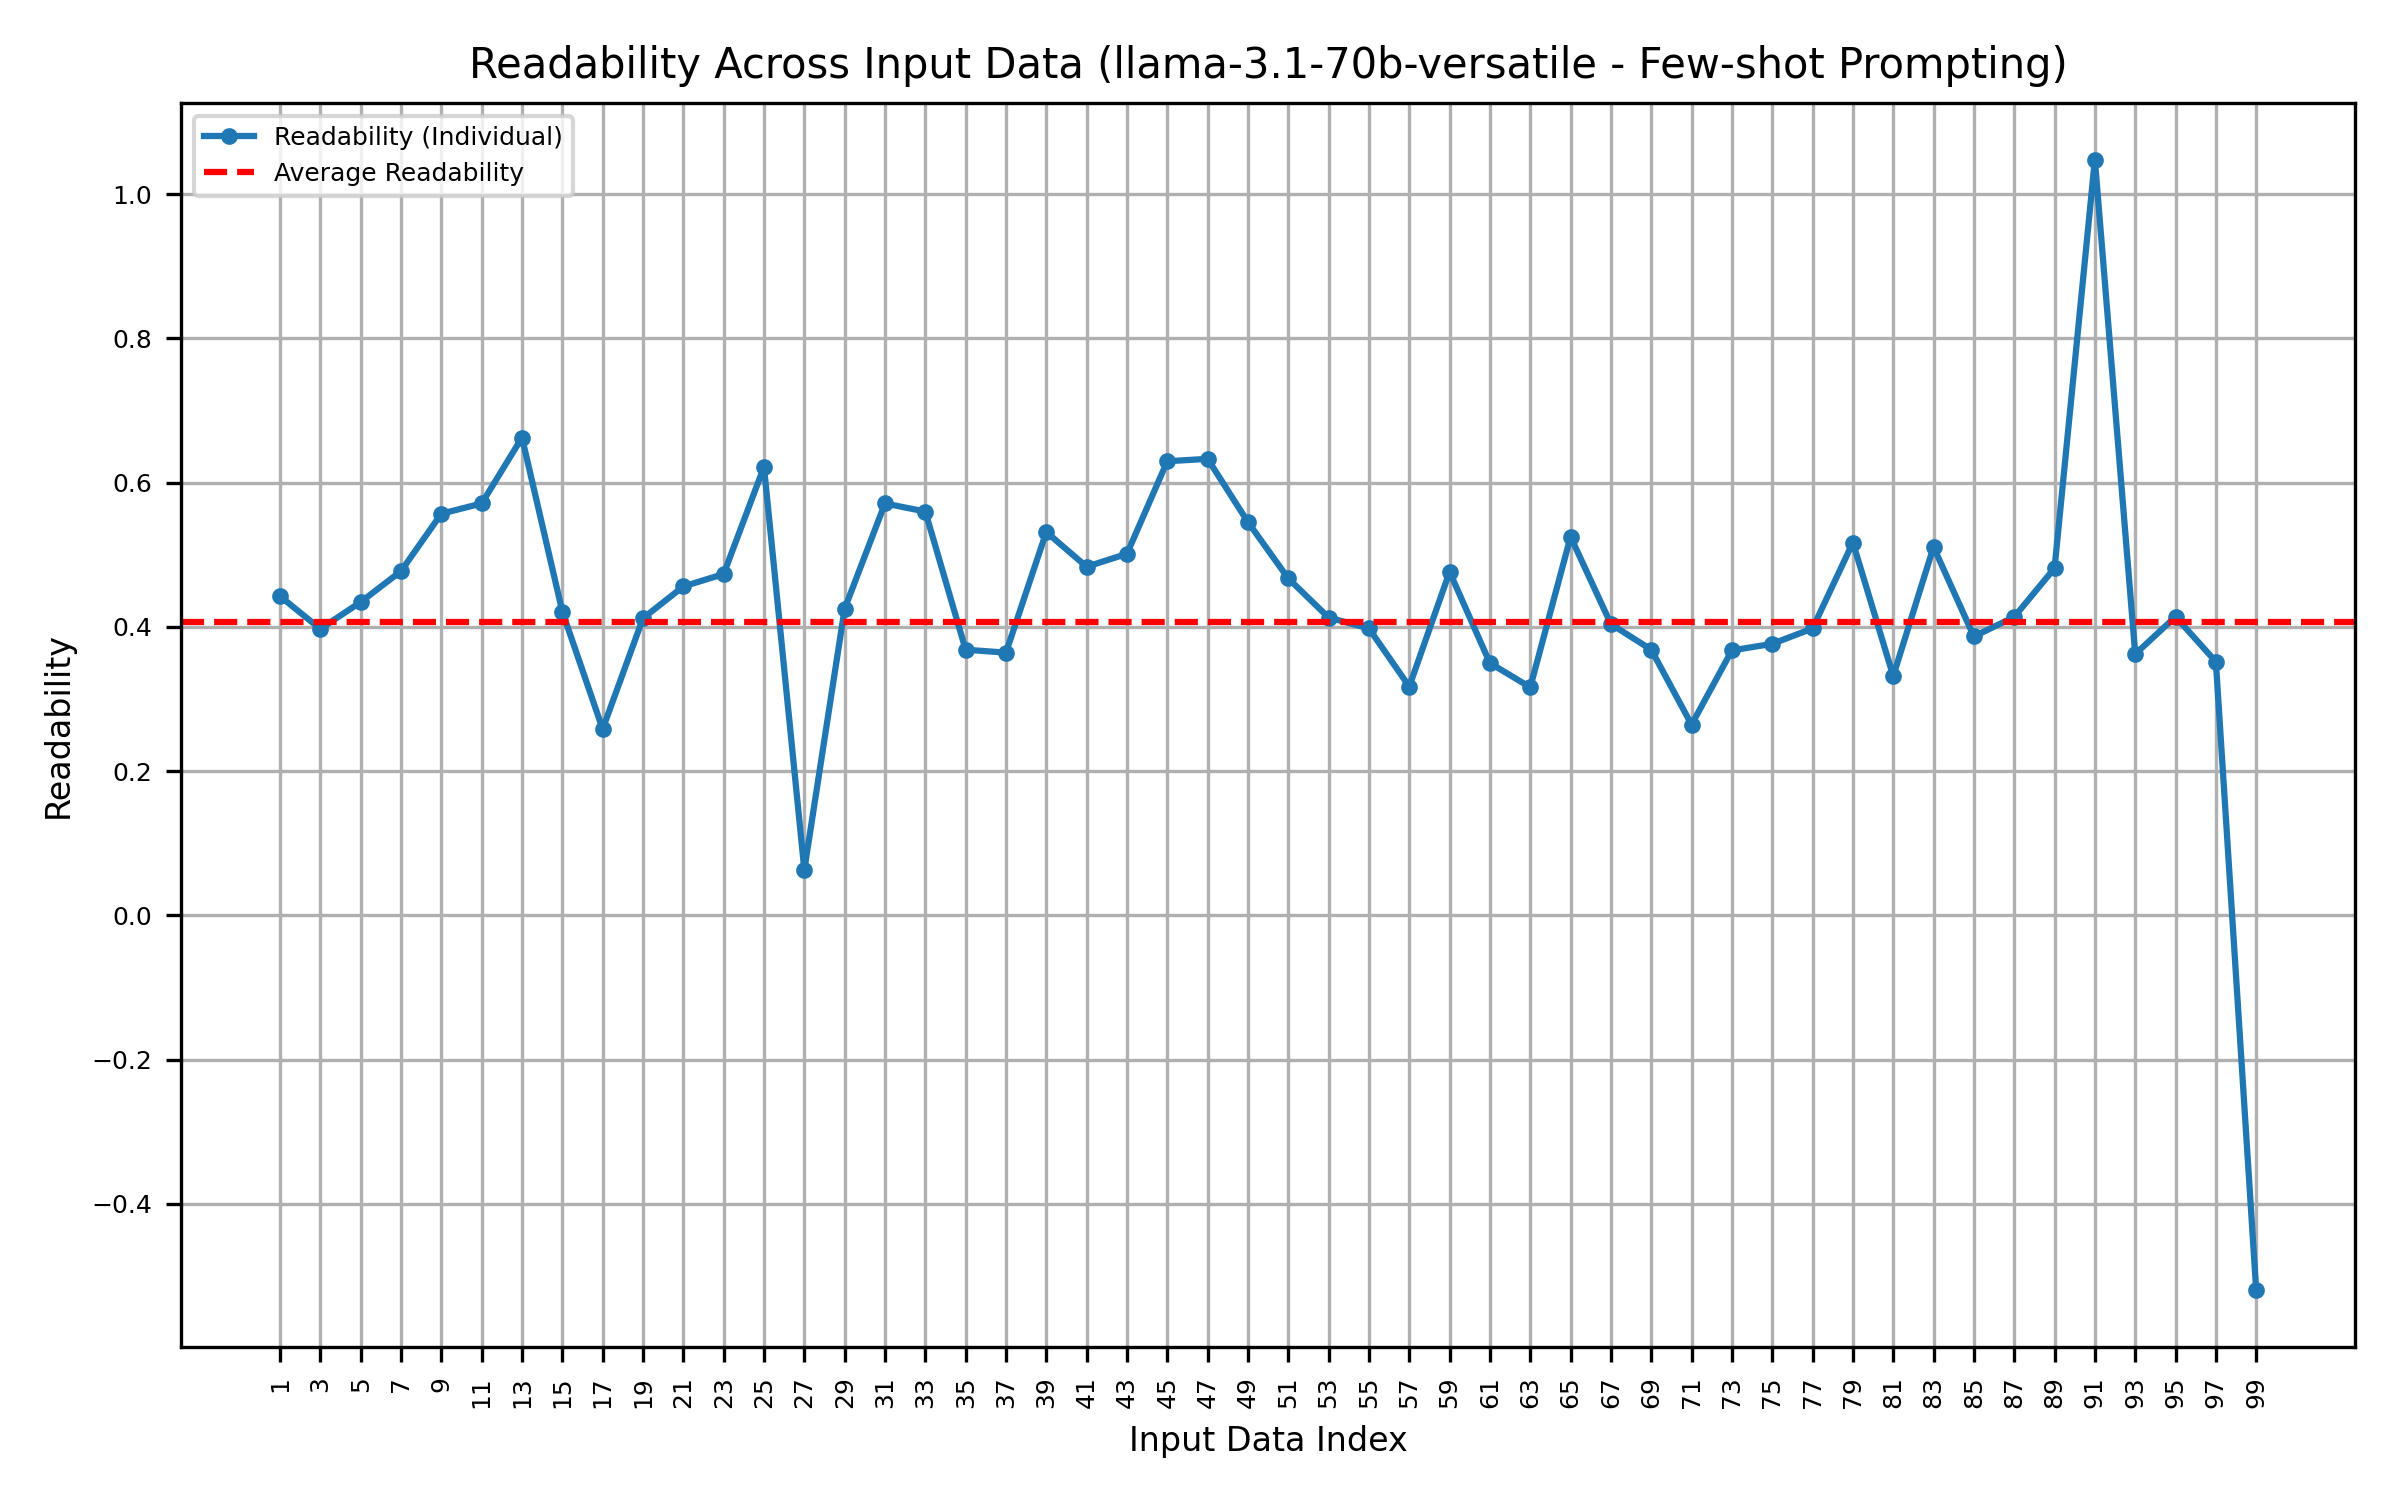 Readability Across Input Data (llama-3.1-70b-versatile - Few-shot Prompting)
Readability (Individual)
Average Readability
1.0
0.8
0.6
0.4
0.2
0.0
−0.2
−0.4
Readability
1 3 5 7 9 11 13 15 17 19 21 23 25 27 29 31 33 35 37 39 41 43 45 47 49 51 53 55 57 59 61 63 65 67 69 71 73 75 77 79 81 83 85 87 89 91 93 95 97 99
Input Data Index